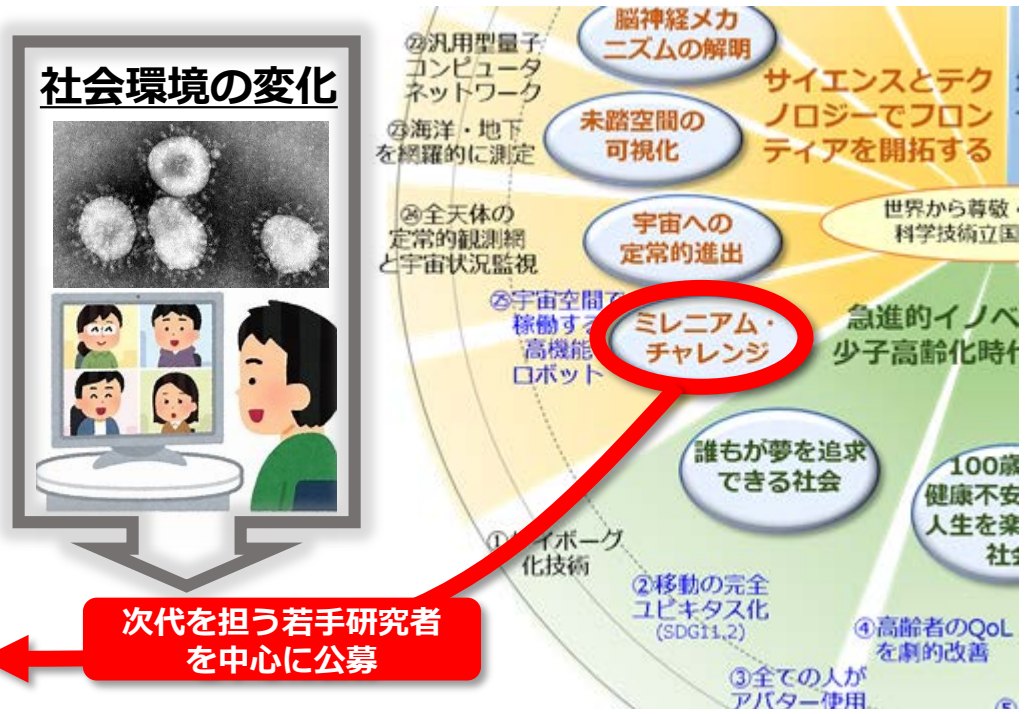 社会環境の変化
次代を担う若手研究者
を中心に公募
脳神経メカ
ニズムの解明
㉒汎用型量子
コンピュータ
ネットワーク
サイエンスとテク
ノロジーでフロン
ティアを開拓する
未踏空間の
可視化
㉓海洋・地下
を網羅的に測定
世界から尊敬・
科学技術立国
㉔全天体の
定常的観測網
と宇宙状況監視
宇宙への
定常的進出
㉕宇宙空間で
稼働する
高機能
ロボット
ミレニアム・
チャレンジ
急進的イノベ
少子高齢化時代
誰もが夢を追求
できる社会
100歳
健康不安
人生を楽
社会
①サイボーグ
化技術
②移動の完全
ユビキタス化
(SDG11.2)
④高齢者のQoL
を劇的改善
③全ての人が
アバター使用
⑤